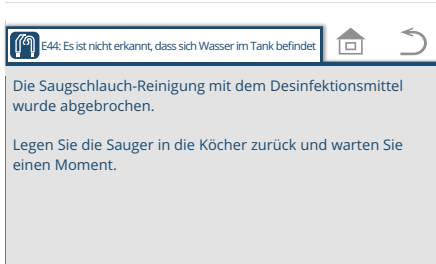 E44: Es ist nicht erkannt, dass sich Wasser im Tank befindet
Die Saugschlauch-Reinigung mit dem Desinfektionsmittel
wurde abgebrochen.
Legen Sie die Sauger in die Köcher zurück und warten Sie
einen Moment.